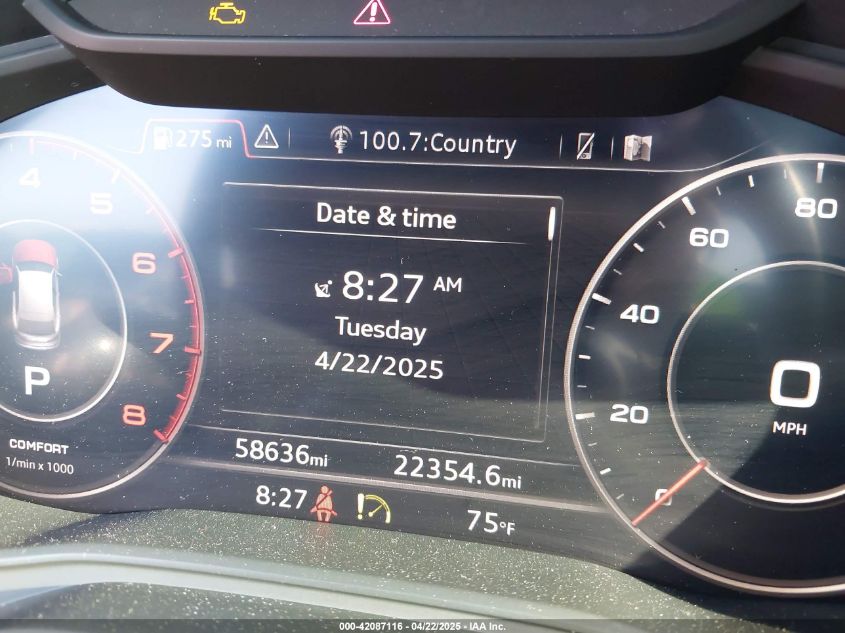 275 mi
100.7:Country
Date & time
8:27 AM
Tuesday
4/22/2025
4
5
6
7
8
P
COMFORT
1/min x 1000
80
60
40
20
0
0
MPH
58636mi
22354.6mi
8:27
75°F
000-42087116 - 04/22/2025 - IAA Inc.